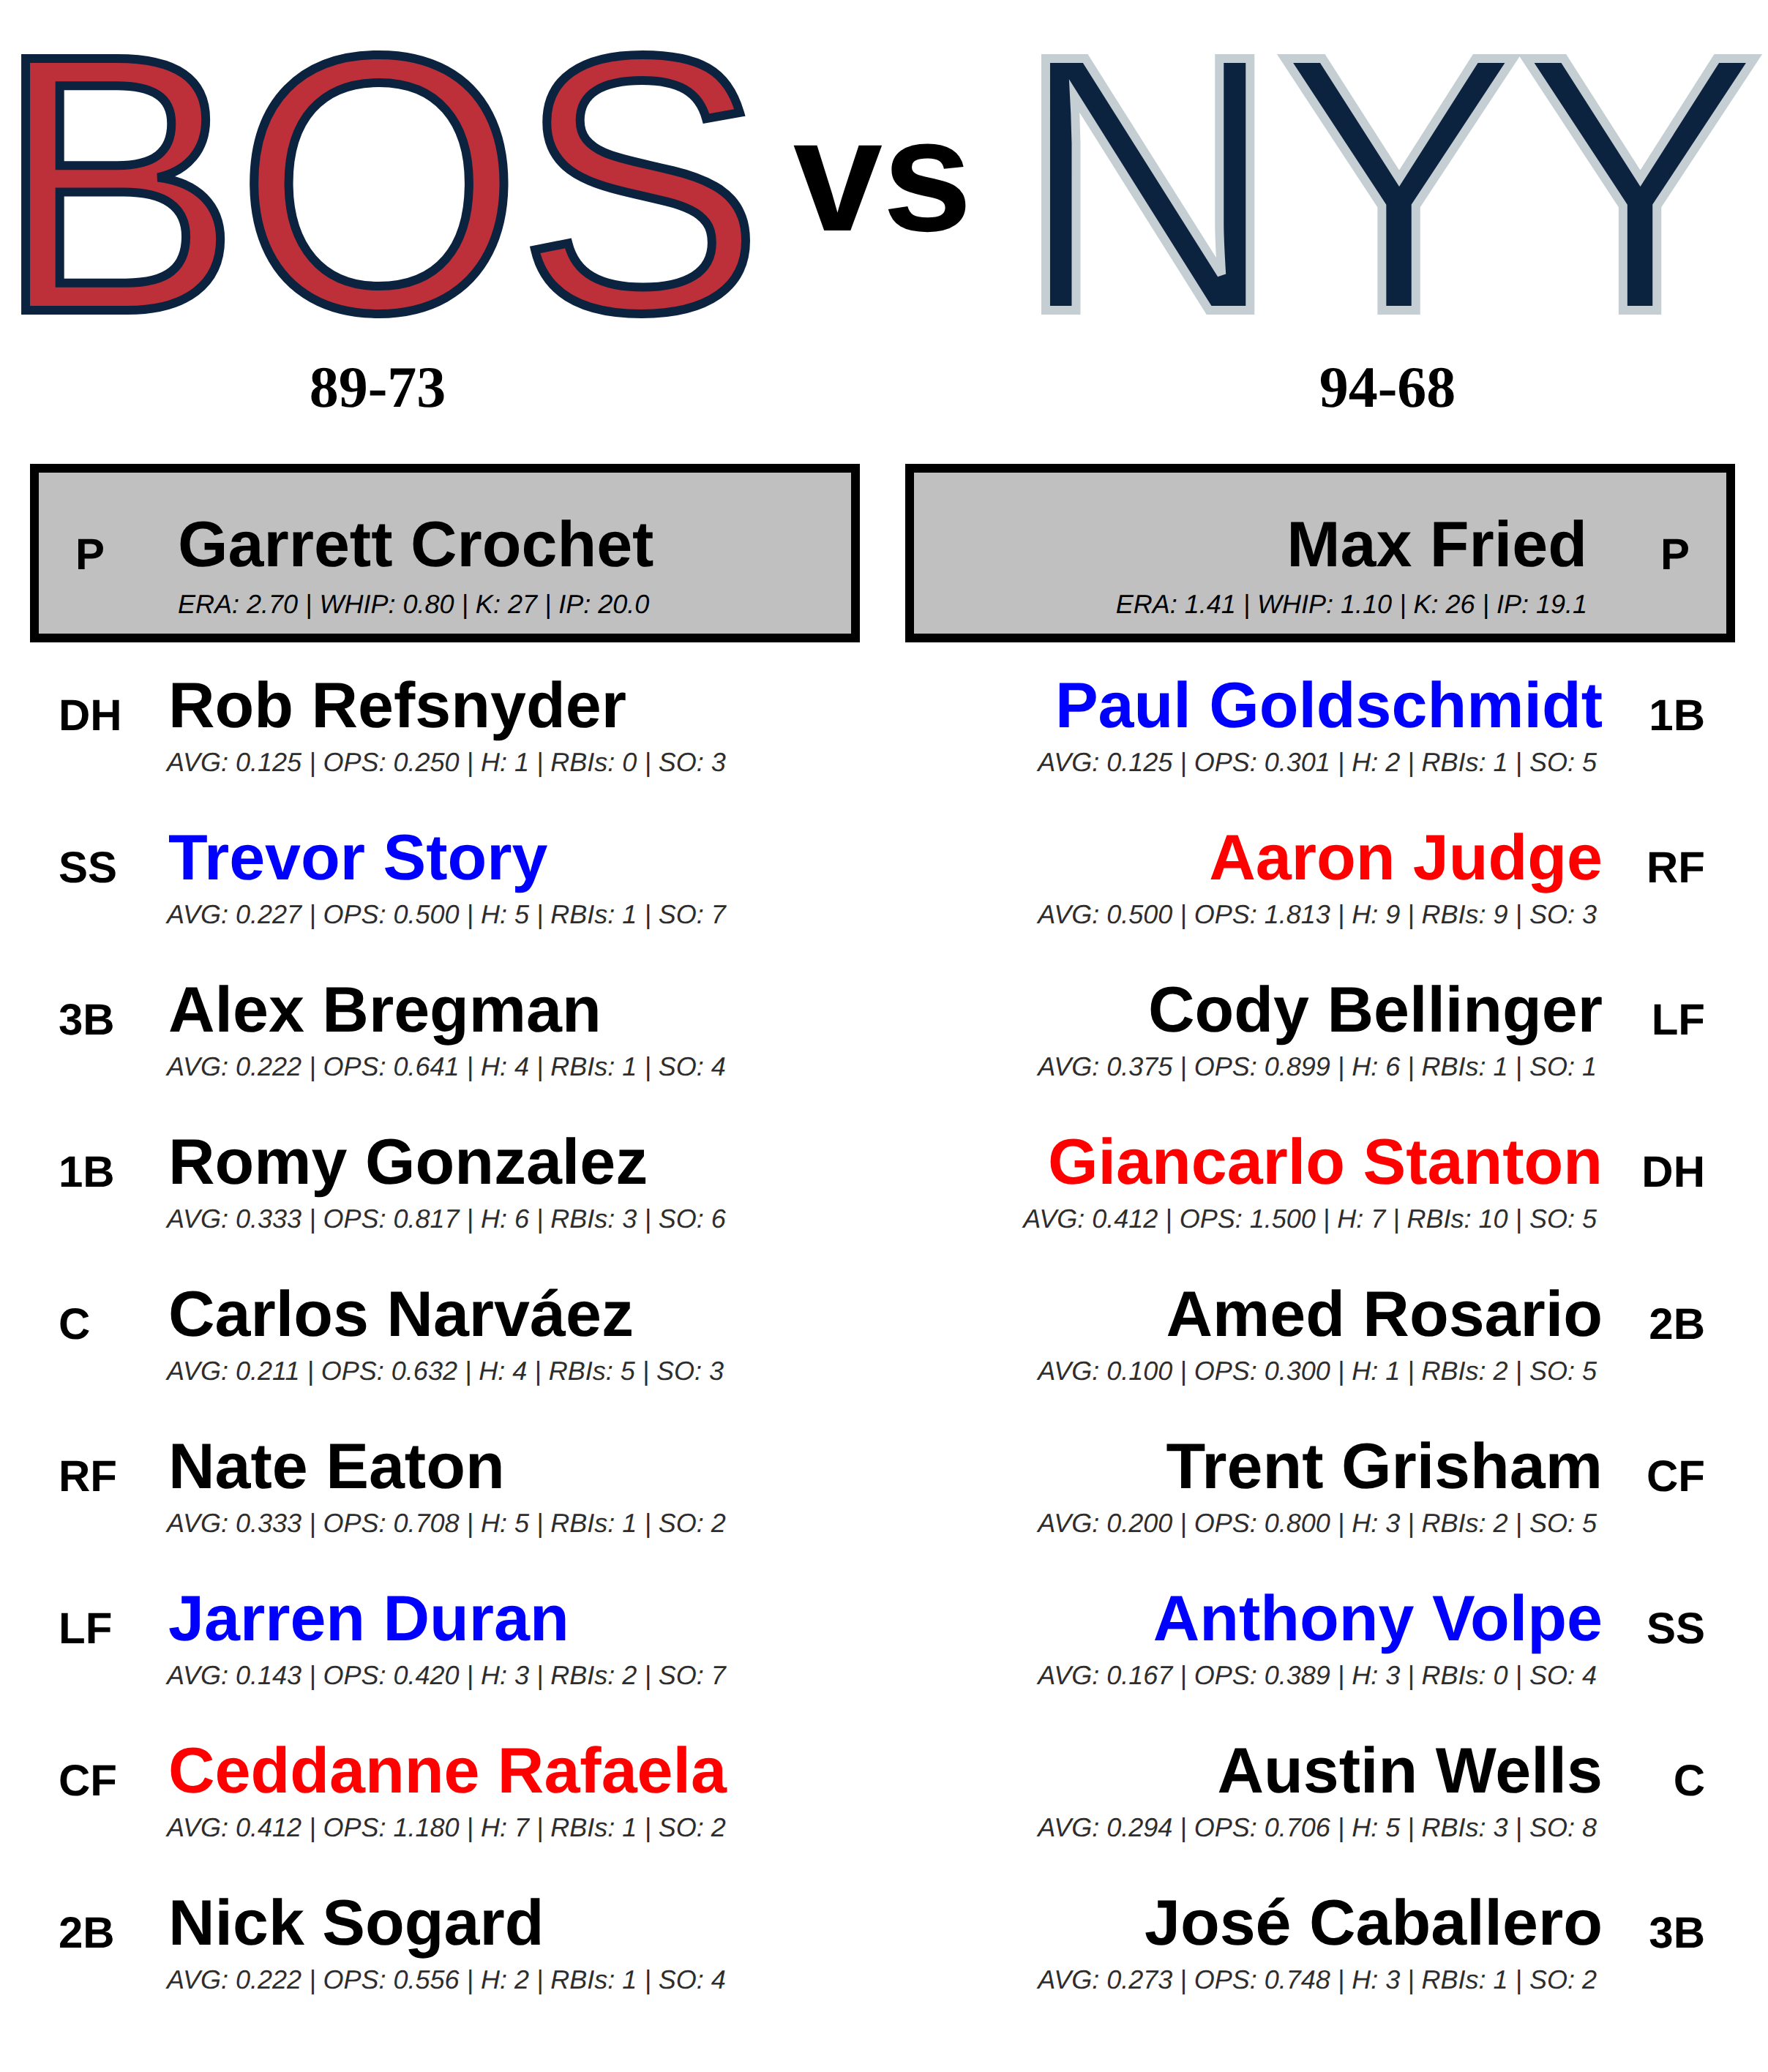 BOS vs NYY
89-73 94-68
P Garrett Crochet
ERA: 2.70 | WHIP: 0.80 | K: 27 | IP: 20.0
Max Fried P
ERA: 1.41 | WHIP: 1.10 | K: 26 | IP: 19.1
DH Rob Refsnyder
AVG: 0.125 | OPS: 0.250 | H: 1 | RBIs: 0 | SO: 3
SS Trevor Story
AVG: 0.227 | OPS: 0.500 | H: 5 | RBIs: 1 | SO: 7
3B Alex Bregman
AVG: 0.222 | OPS: 0.641 | H: 4 | RBIs: 1 | SO: 4
1B Romy Gonzalez
AVG: 0.333 | OPS: 0.817 | H: 6 | RBIs: 3 | SO: 6
C Carlos Narváez
AVG: 0.211 | OPS: 0.632 | H: 4 | RBIs: 5 | SO: 3
RF Nate Eaton
AVG: 0.333 | OPS: 0.708 | H: 5 | RBIs: 1 | SO: 2
LF Jarren Duran
AVG: 0.143 | OPS: 0.420 | H: 3 | RBIs: 2 | SO: 7
CF Ceddanne Rafaela
AVG: 0.412 | OPS: 1.180 | H: 7 | RBIs: 1 | SO: 2
2B Nick Sogard
AVG: 0.222 | OPS: 0.556 | H: 2 | RBIs: 1 | SO: 4
Paul Goldschmidt 1B
AVG: 0.125 | OPS: 0.301 | H: 2 | RBIs: 1 | SO: 5
Aaron Judge RF
AVG: 0.500 | OPS: 1.813 | H: 9 | RBIs: 9 | SO: 3
Cody Bellinger LF
AVG: 0.375 | OPS: 0.899 | H: 6 | RBIs: 1 | SO: 1
Giancarlo Stanton DH
AVG: 0.412 | OPS: 1.500 | H: 7 | RBIs: 10 | SO: 5
Amed Rosario 2B
AVG: 0.100 | OPS: 0.300 | H: 1 | RBIs: 2 | SO: 5
Trent Grisham CF
AVG: 0.200 | OPS: 0.800 | H: 3 | RBIs: 2 | SO: 5
Anthony Volpe SS
AVG: 0.167 | OPS: 0.389 | H: 3 | RBIs: 0 | SO: 4
Austin Wells C
AVG: 0.294 | OPS: 0.706 | H: 5 | RBIs: 3 | SO: 8
José Caballero 3B
AVG: 0.273 | OPS: 0.748 | H: 3 | RBIs: 1 | SO: 2